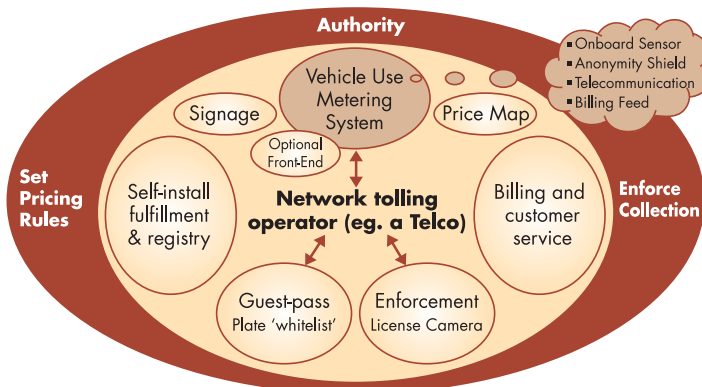 Authority
▪ Onboard Sensor
▪ Anonymity Shield
▪ Telecommunication
▪ Billing Feed
Vehicle Use
Metering
System
Signage
Price Map
Optional
Front-End
Set
Pricing
Rules
Self-install
fulfillment
& registry
Network tolling
operator (eg. a Telco)
Billing and
customer
service
Enforce
Collection
Guest-pass
Plate ‘whitelist’
Enforcement
License Camera